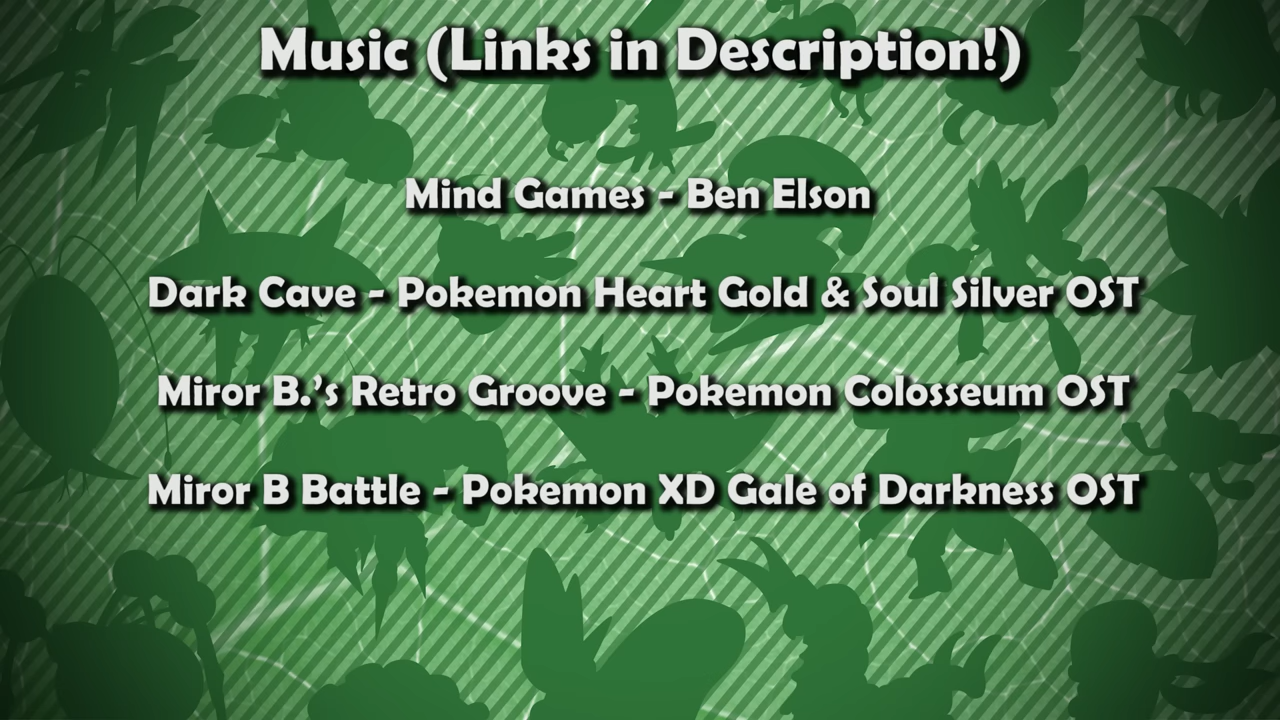 Music (Links in Description!)
Mind Games - Ben Elson
Dark Cave - Pokemon Heart Gold & Soul Silver OST
Miror B.’s Retro Groove - Pokemon Colosseum OST
Miror B Battle - Pokemon XD Gale of Darkness OST